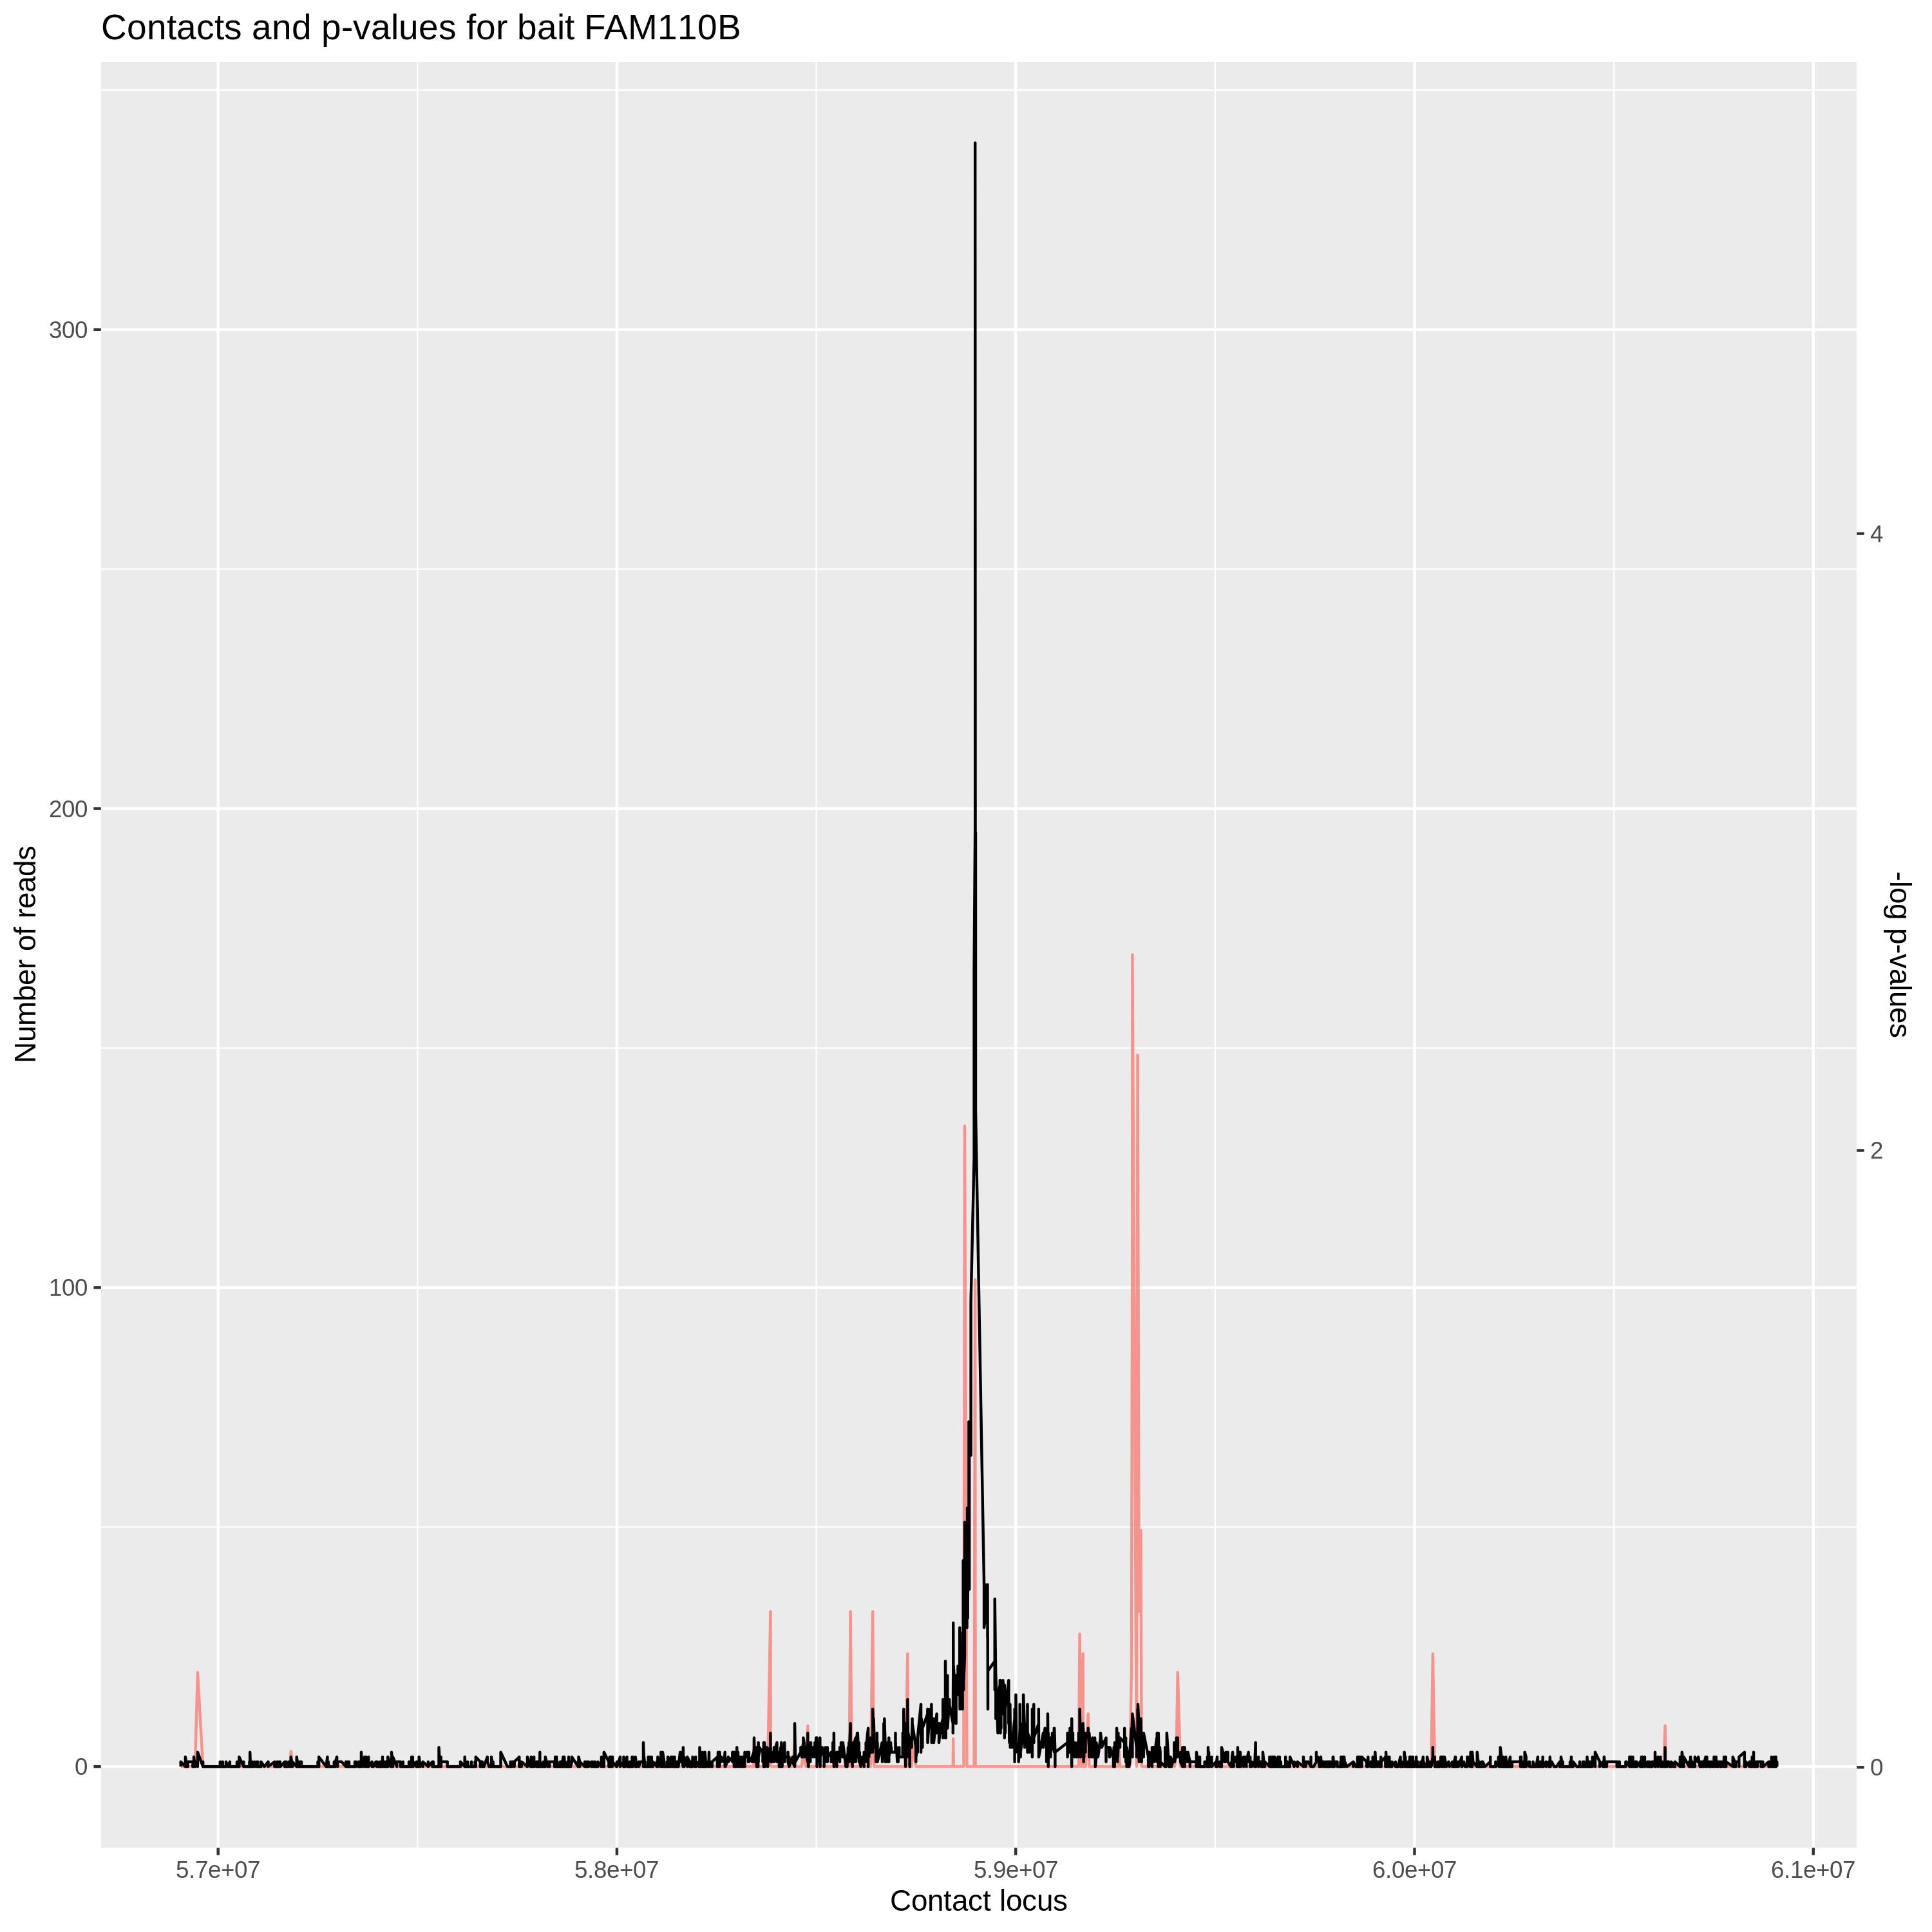 Contacts and p-values for bait FAM110B
Number of reads
300
200
100
0
-log p-values
4
2
0
5.7e+07
5.8e+07
5.9e+07
6.0e+07
6.1e+07
Contact locus